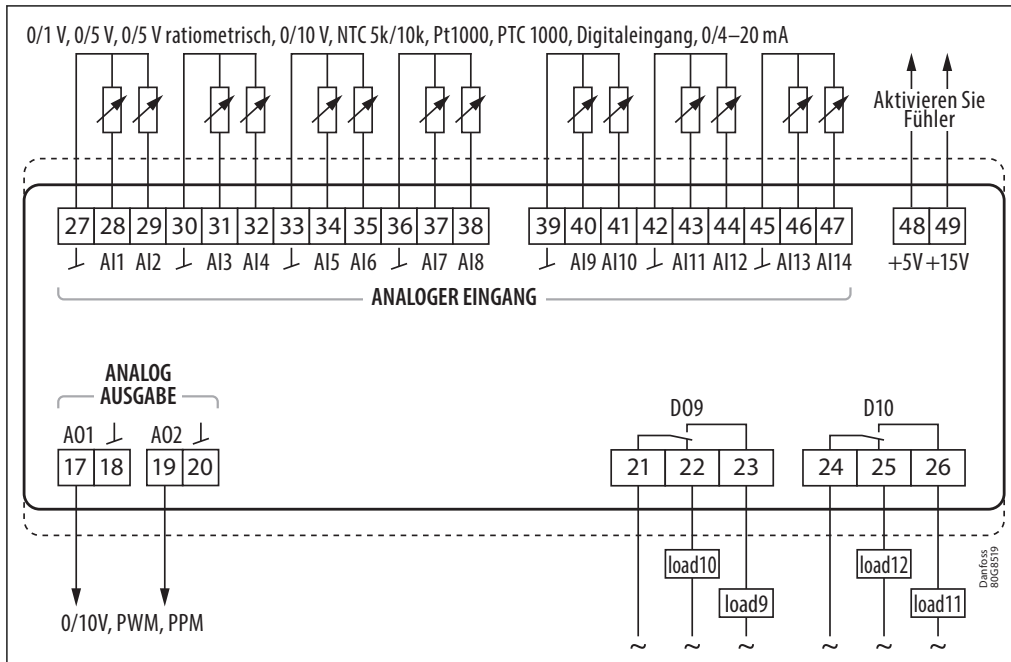 0/1 V, 0/5 V, 0/5 V ratiometrisch, 0/10 V, NTC 5k/10k, Pt1000, PTC 1000, Digitaleingang, 0/4–20 mA
Aktivieren Sie
Fühler
27 28 29 30 31 32 33 34 35 36 37 38 39 40 41 42 43 44 45 46 47 48 49
AI1 AI2 AI3 AI4 AI5 AI6 AI7 AI8 AI9 AI10 AI11 AI12 AI13 AI14 +5V +15V
ANALOGER EINGANG
ANALOG
AUSGABE
AO1 AO2
17 18 19 20
DO9 D10
21 22 23 24 25 26
load10 load12
load9 load11
0/10V, PWM, PPM
~ ~ ~ ~ ~ ~
Danfoss
80G8519